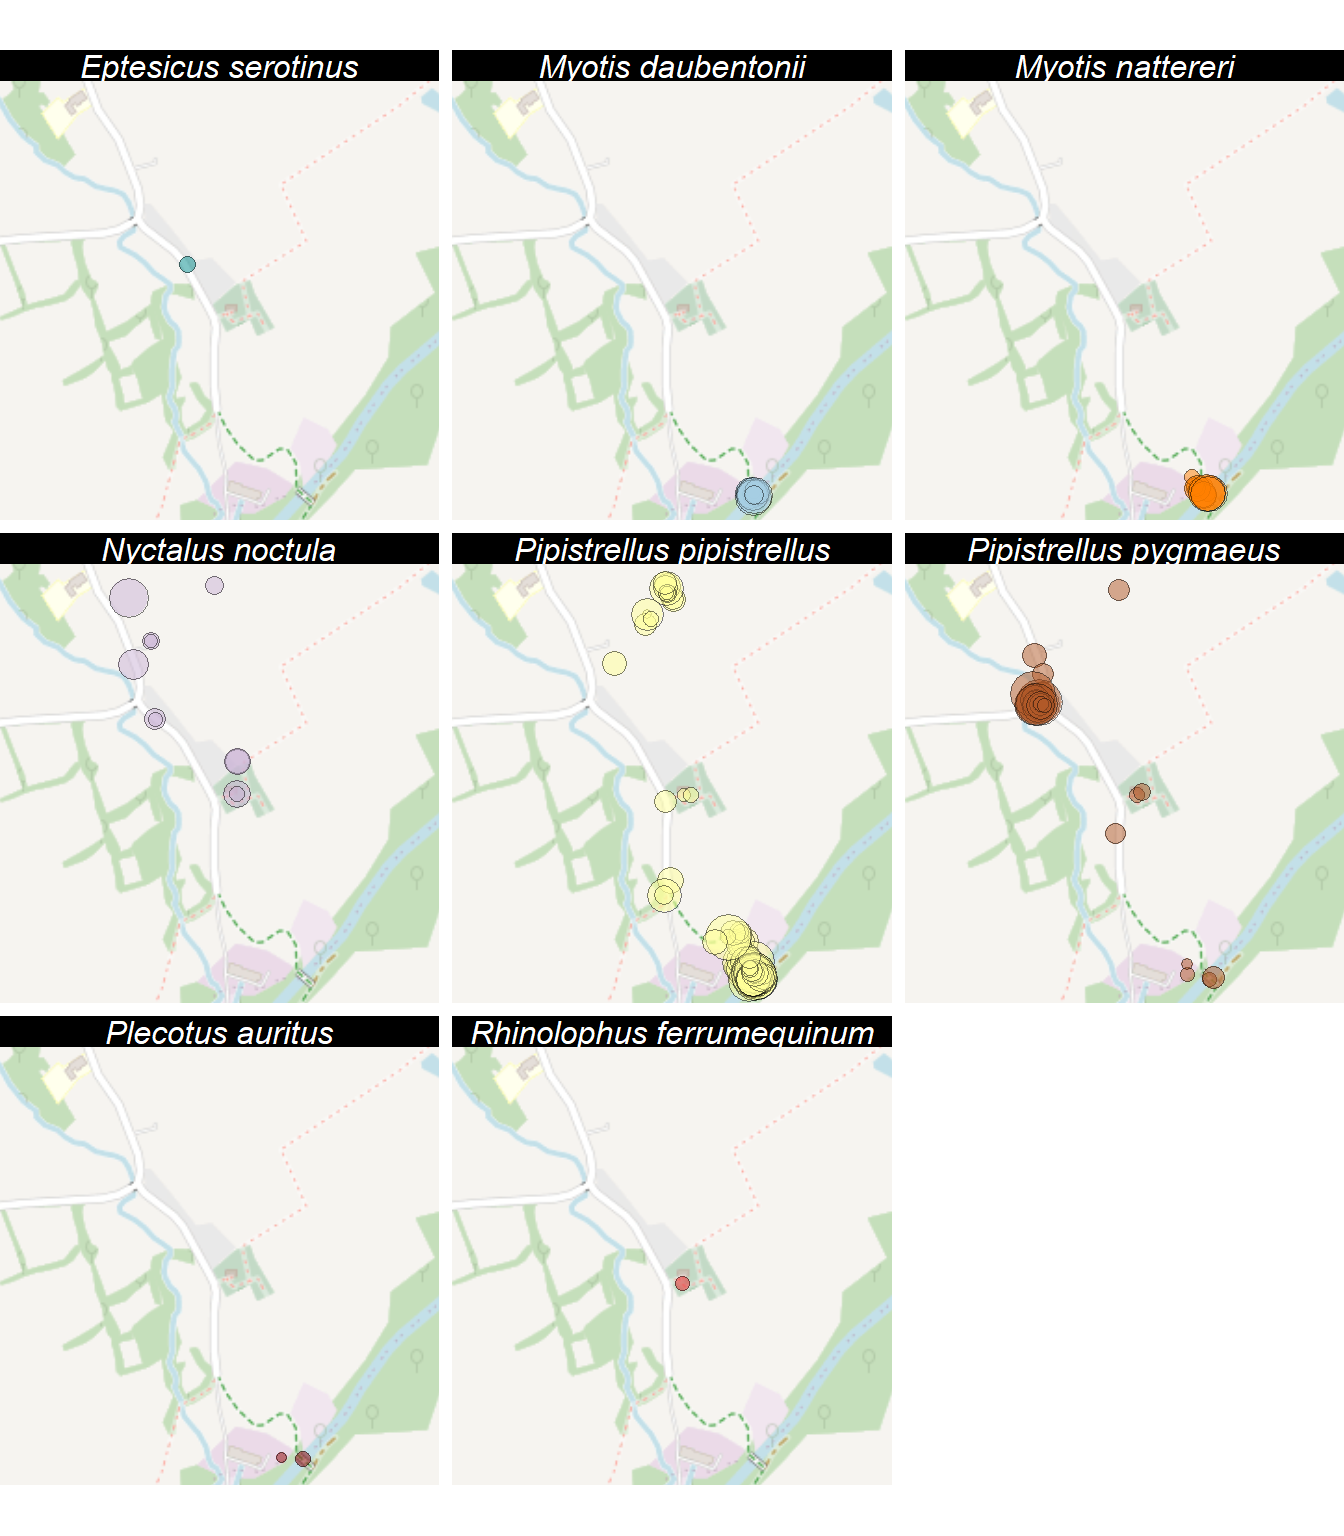 Eptesicus serotinus
Myotis daubentonii
Myotis nattereri
Nyctalus noctula
Pipistrellus pipistrellus
Pipistrellus pygmaeus
Plecotus auritus
Rhinolophus ferrumequinum